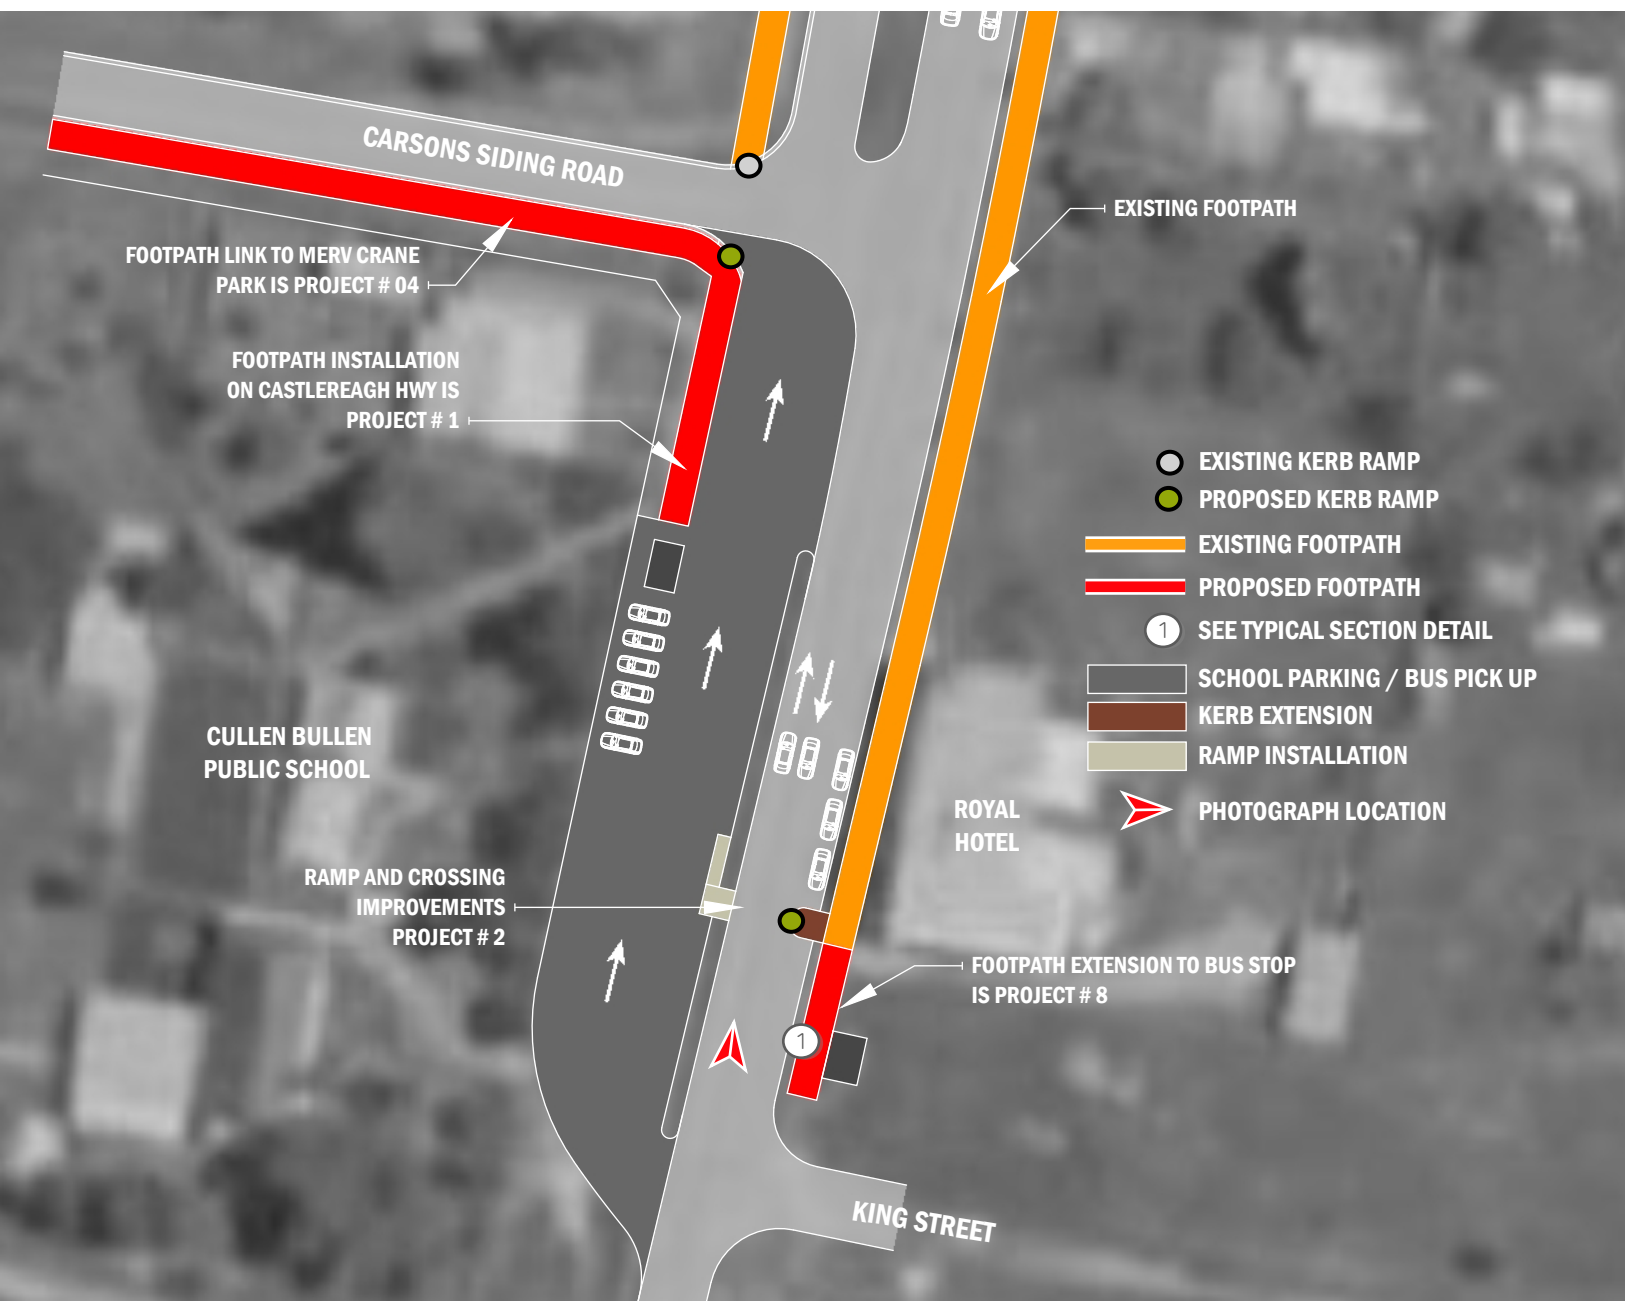 CARSONS SIDING ROAD
EXISTING FOOTPATH
FOOTPATH LINK TO MERV CRANE
PARK IS PROJECT # 04
FOOTPATH INSTALLATION
ON CASTLEREAGH HWY IS
PROJECT # 1
EXISTING KERB RAMP
PROPOSED KERB RAMP
EXISTING FOOTPATH
PROPOSED FOOTPATH
1 SEE TYPICAL SECTION DETAIL
SCHOOL PARKING / BUS PICK UP
KERB EXTENSION
RAMP INSTALLATION
PHOTOGRAPH LOCATION
CULLEN BULLEN
PUBLIC SCHOOL
ROYAL
HOTEL
RAMP AND CROSSING
IMPROVEMENTS
PROJECT # 2
FOOTPATH EXTENSION TO BUS STOP
IS PROJECT # 8
1
KING STREET